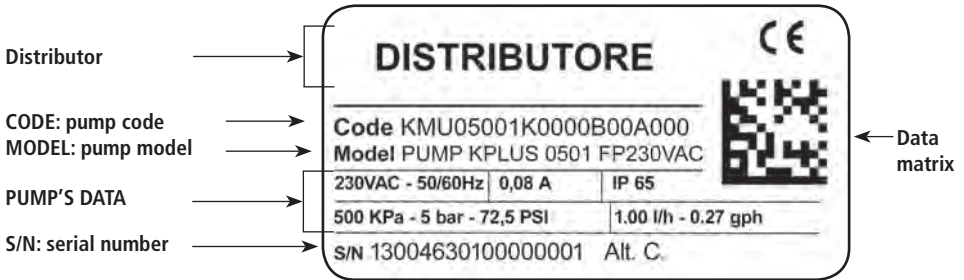 Distributor
DISTRIBUTORE
CE
CODE: pump code
MODEL: pump model
Code KMU05001K0000B00A000
Model PUMP KPLUS 0501 FP230VAC
Data
matrix
PUMP'S DATA
230VAC - 50/60Hz 0,08 A IP 65
500 KPa - 5 bar - 72,5 PSI 1.00 l/h - 0.27 gph
S/N: serial number
S/N 13004630100000001 Alt. C.